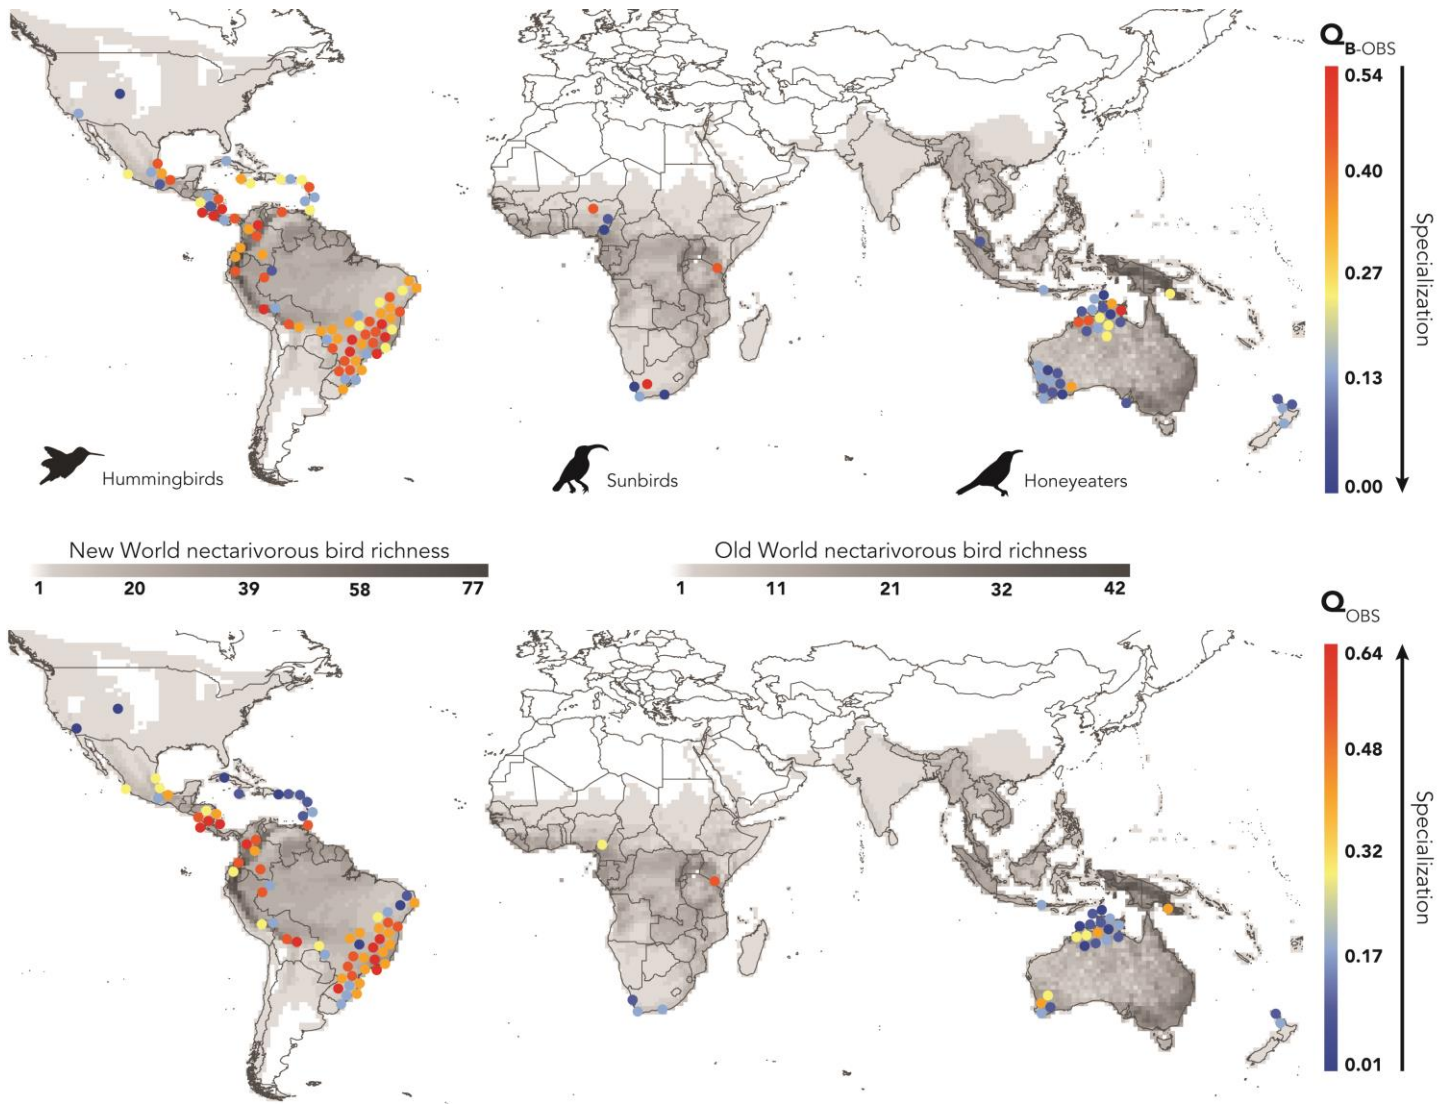 QB-OBS
0.54
0.40
0.27
0.13
0.00
Specialization
Hummingbirds
Sunbirds
Honeyeaters
New World nectarivorous bird richness
1 20 39 58 77
Old World nectarivorous bird richness
1 11 21 32 42
QOBS
0.64
0.48
0.32
0.17
0.01
Specialization